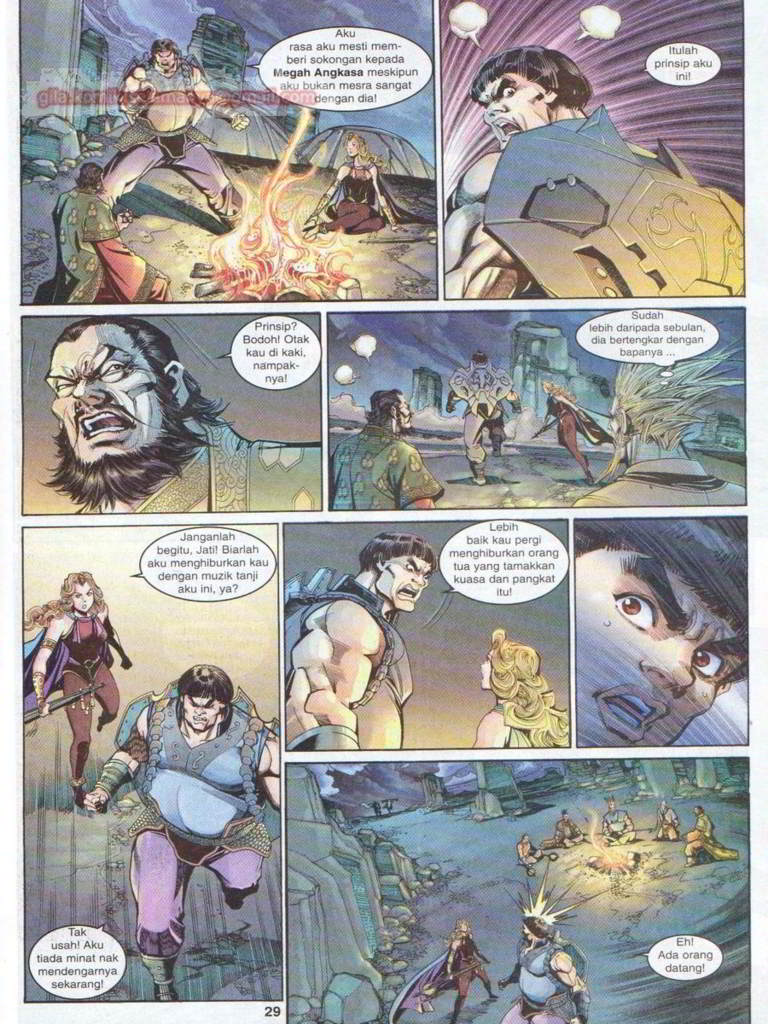 Aku
rasa aku mesti mem-
beri sokongan kepada
Megah Angkasa meskipun
aku bukan mesra sangat
dengan dia!
Itulah
prinsip aku
ini!
Prinsip?
Bodoh! Otak
kau di kaki,
nampak-
nya!
Sudah
lebih daripada sebulan,
dia bertengkar dengan
bapanya ...
Janganlah
begitu, Jati! Biarlah
aku menghiburkan kau
dengan muzik tanji
aku ini, ya?
Tak
usah! Aku
tiada minat nak
mendengarnya
sekarang!
Lebih
baik kau pergi
menghiburkan orang
tua yang tamakkan
kuasa dan pangkat
itu!
Eh!
Ada orang
datang!
29